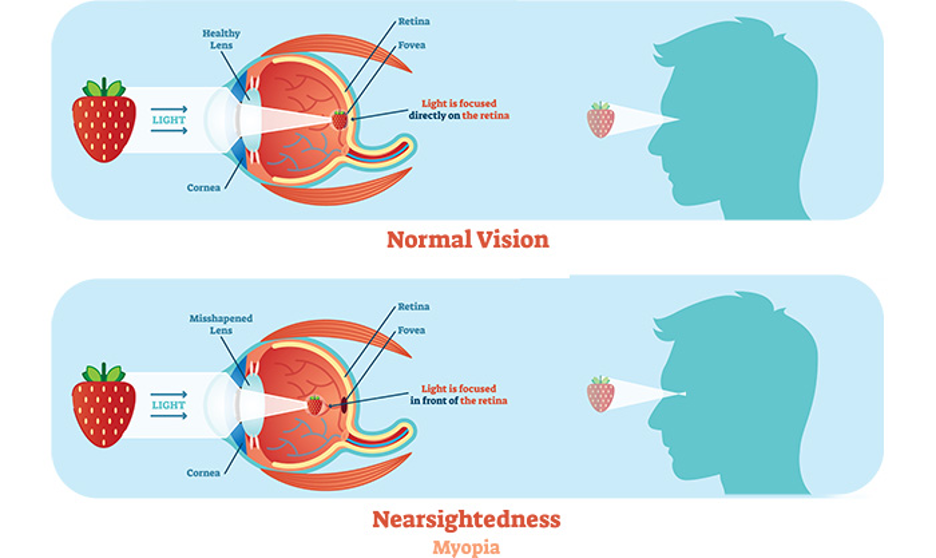 Retina
Healthy
Lens
Fovea
Light is focused
directly on the retina
LIGHT
Cornea
Normal Vision
Retina
Misshapened
Lens
Fovea
Light is focused
in front of the retina
LIGHT
Cornea
Nearsightedness
Myopia